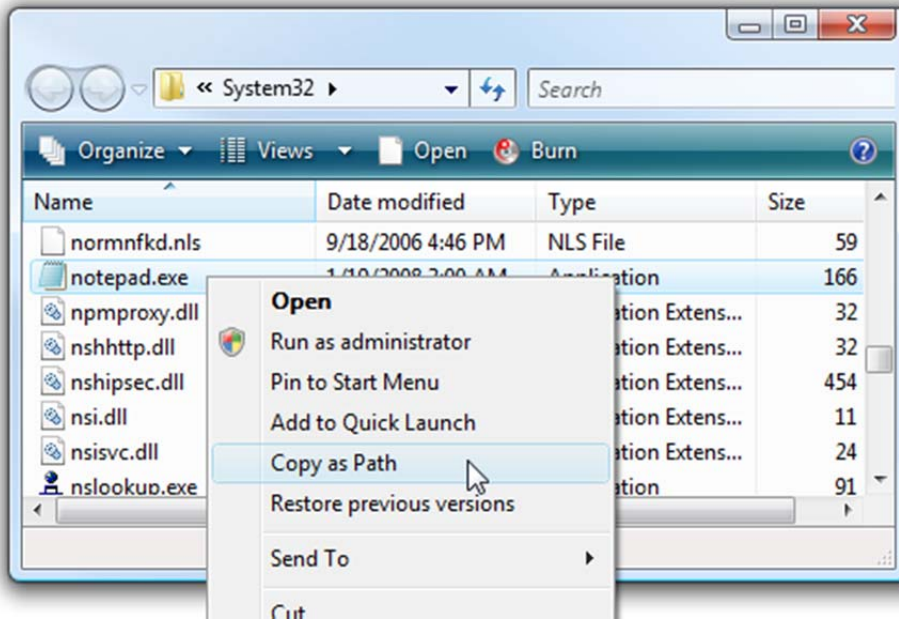 « System32
Search
Organize Views Open Burn
Name Date modified Type Size
normnfkd.nls 9/18/2006 4:46 PM NLS File 59
notepad.exe 166
npmproxy.dll ation Extens... 32
nshhttp.dll ation Extens... 32
nshipsec.dll ation Extens... 454
nsi.dll ation Extens... 11
nsisvc.dll ation Extens... 24
nslookup.exe ation 91
Open
Run as administrator
Pin to Start Menu
Add to Quick Launch
Copy as Path
Restore previous versions
Send To
Cut